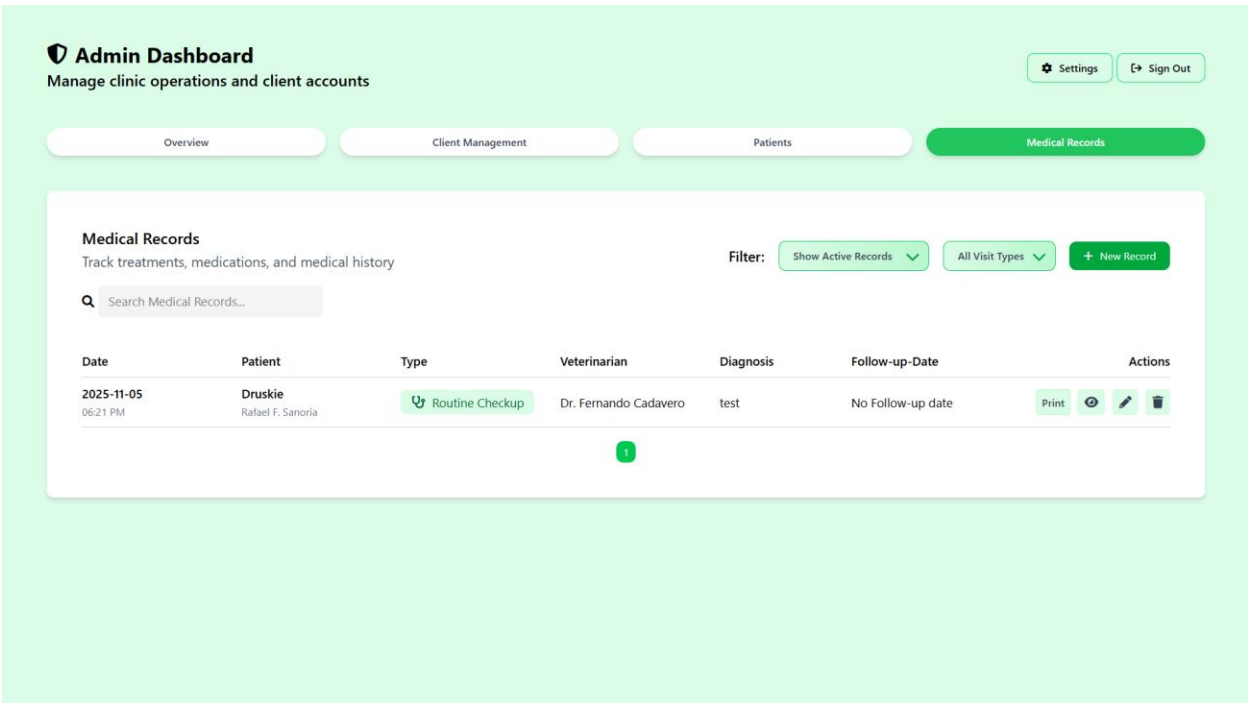 Admin Dashboard
Manage clinic operations and client accounts
Settings
Sign Out
Overview
Client Management
Patients
Medical Records
Medical Records
Track treatments, medications, and medical history
Filter:
Show Active Records
All Visit Types
+ New Record
Search Medical Records...
Date Patient Type Veterinarian Diagnosis Follow-up-Date Actions
2025-11-05 Druskie Routine Checkup Dr. Fernando Cadavero test No Follow-up date Print
06:21 PM Rafael F. Sanoria
1